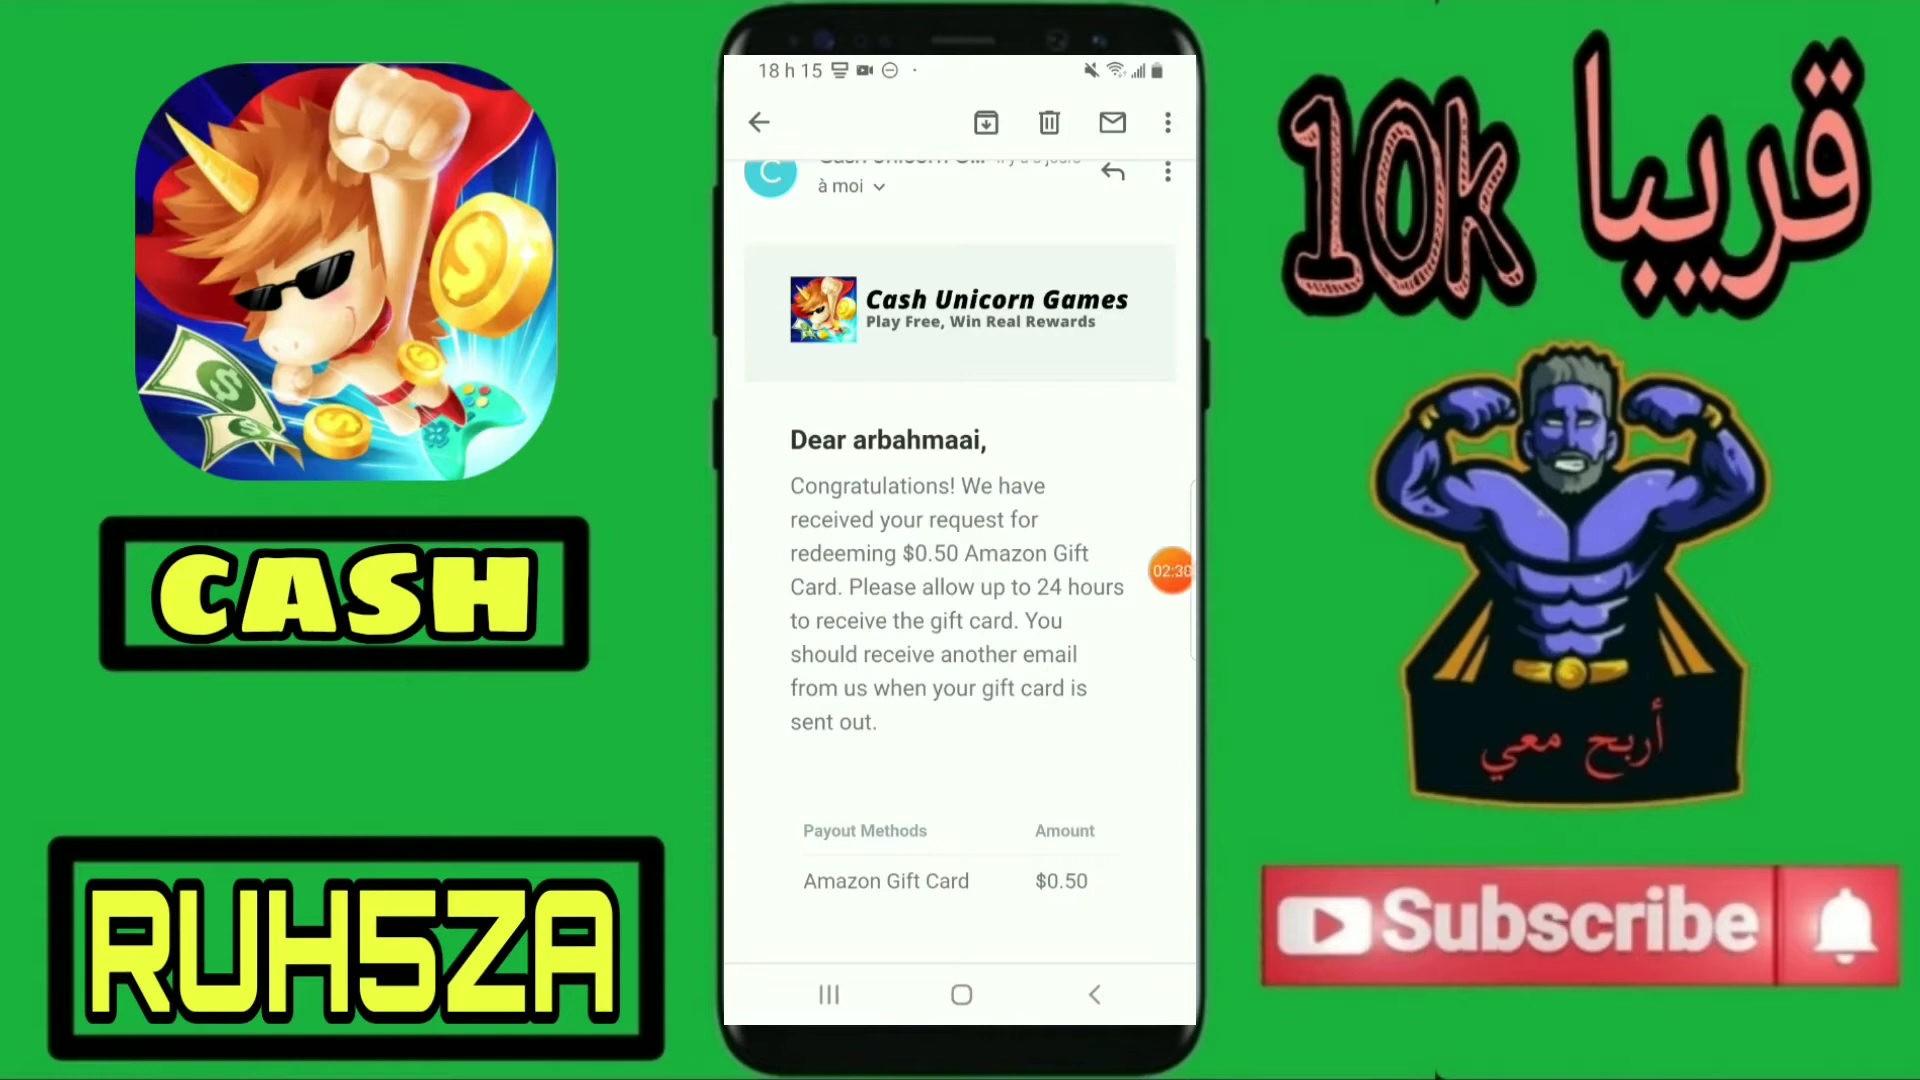 18 h 15
à moi
C
Cash Unicorn Games
Play Free, Win Real Rewards
Dear arbahmaai,
Congratulations! We have
received your request for
redeeming $0.50 Amazon Gift
Card. Please allow up to 24 hours
to receive the gift card. You
should receive another email
from us when your gift card is
sent out.
Payout Methods Amount
Amazon Gift Card $0.50
02:30
CASH
RUH5ZA
قريبا 10k
أربح معي
Subscribe